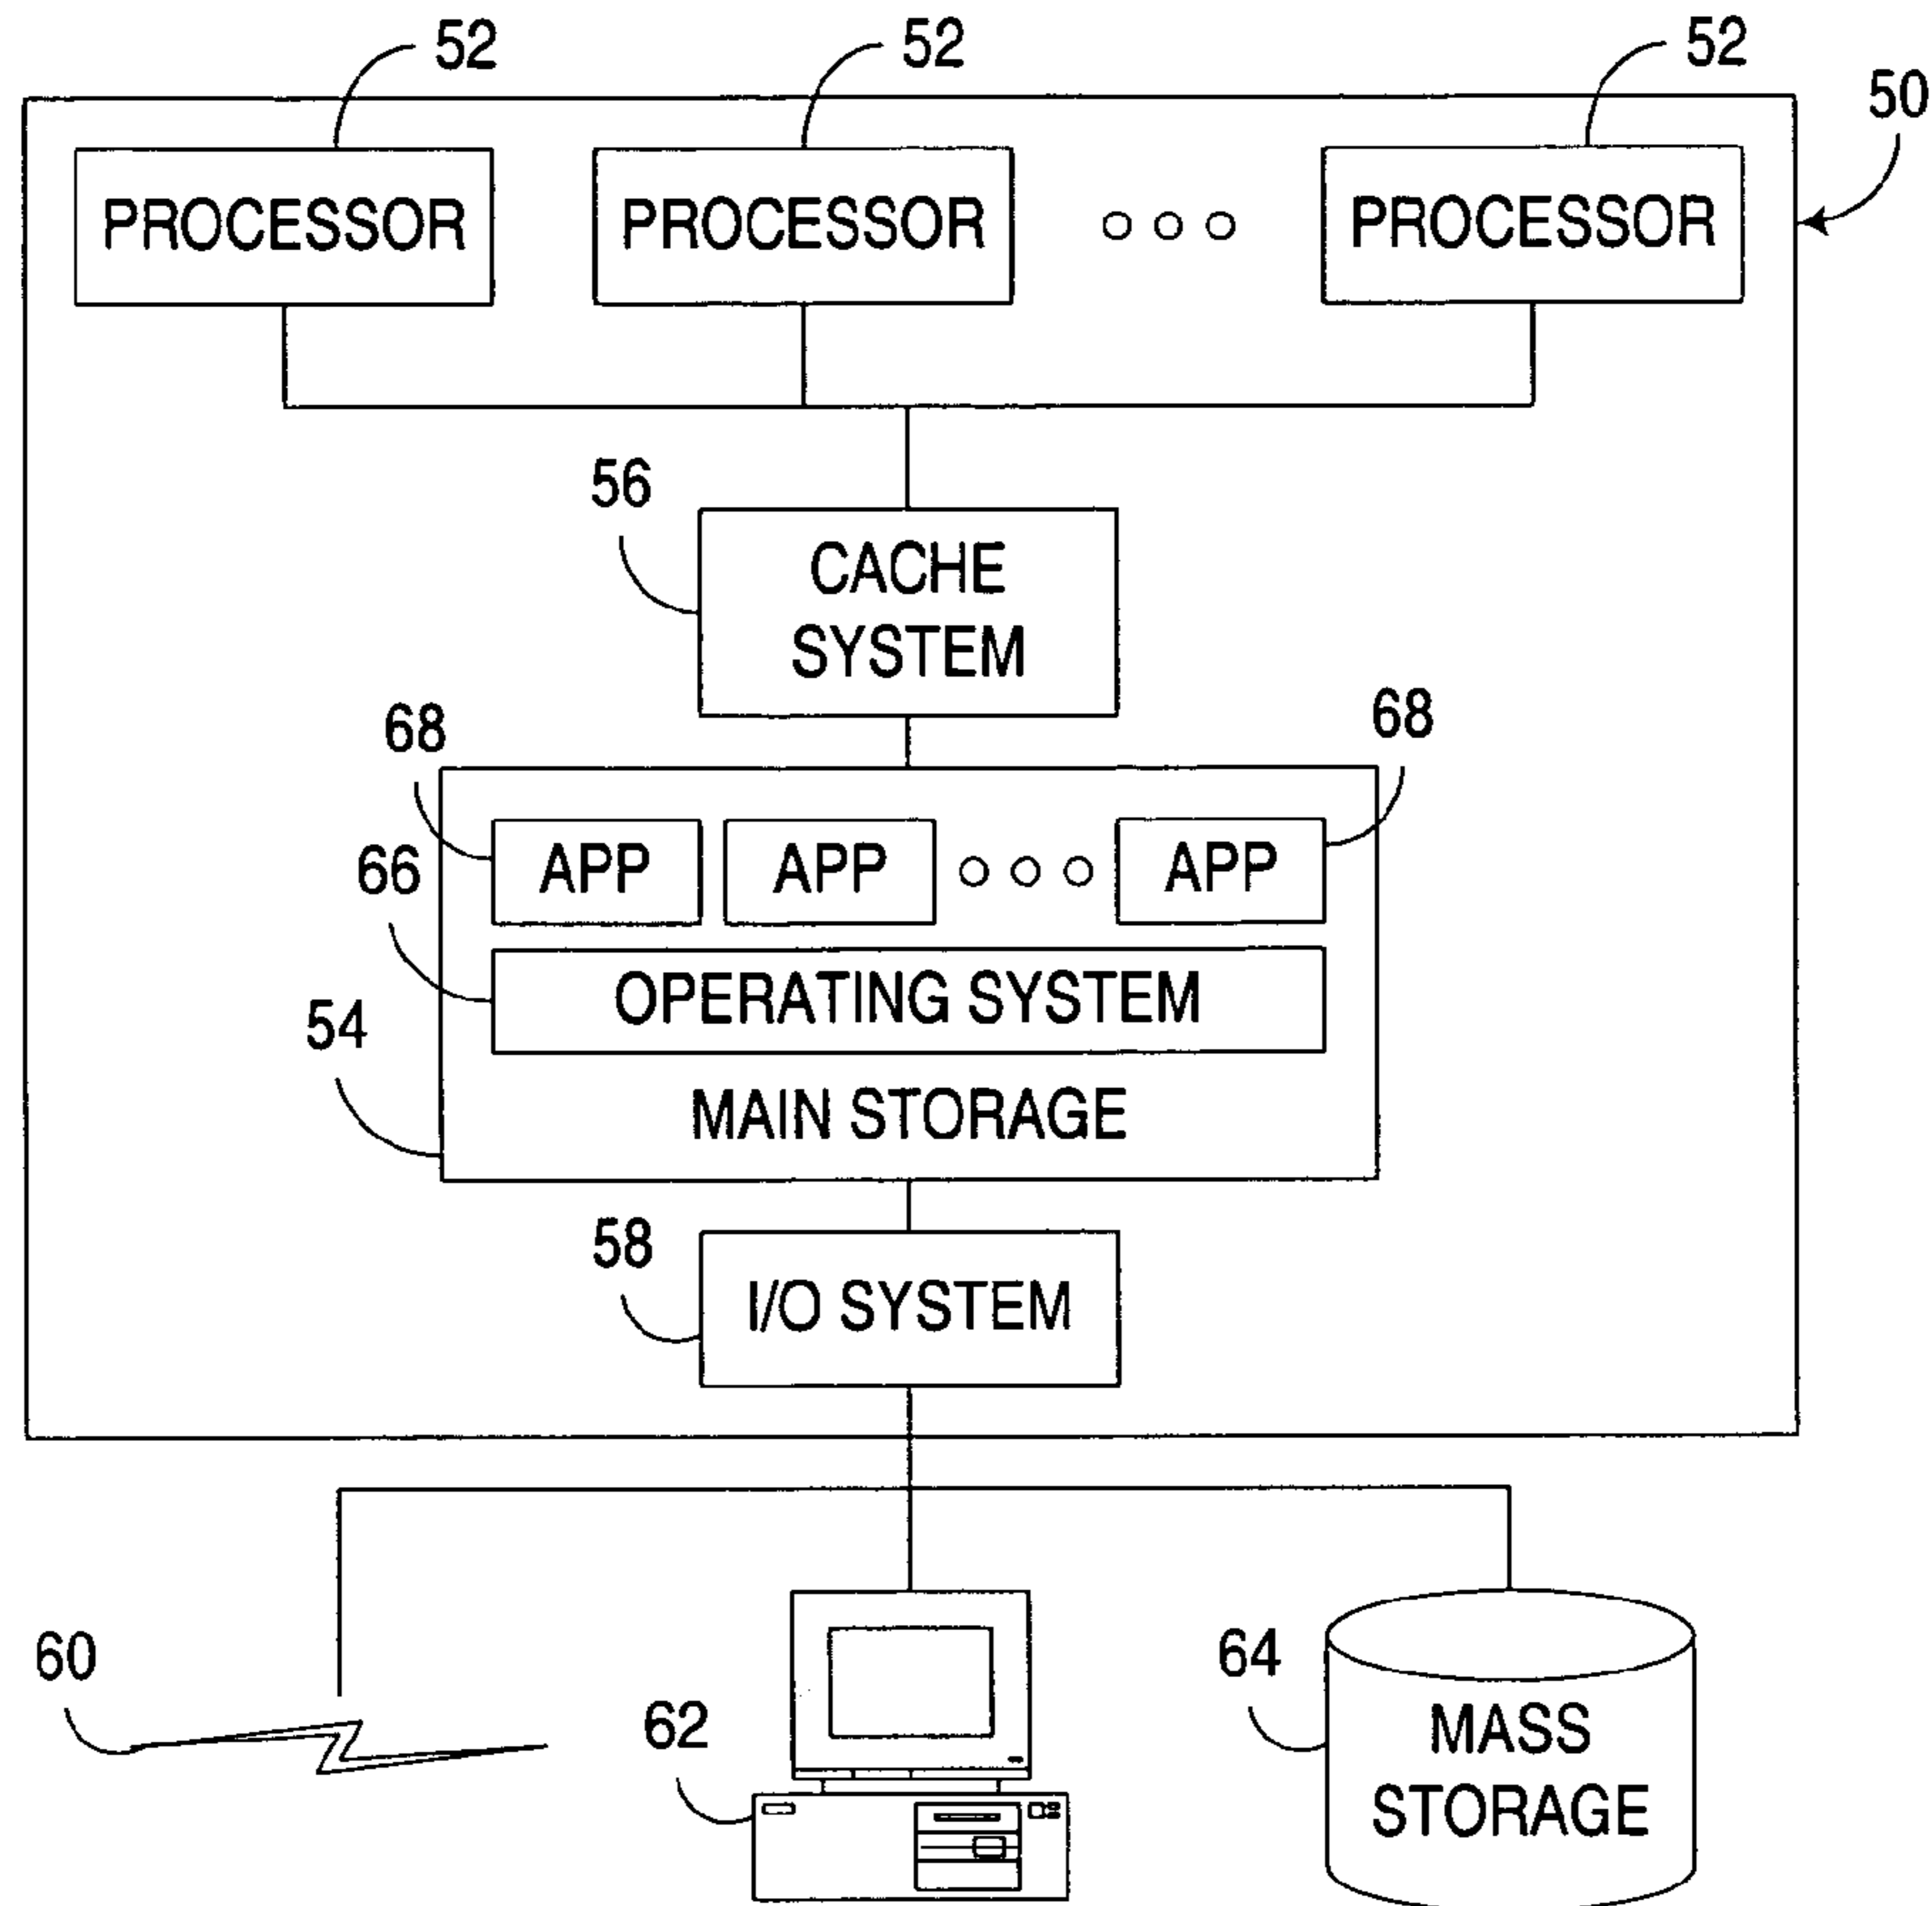 52
52
52
50
PROCESSOR
PROCESSOR
PROCESSOR
56
CACHE
SYSTEM
68
68
APP
APP
APP
66
OPERATING SYSTEM
54
MAIN STORAGE
58
I/O SYSTEM
60
62
64
MASS
STORAGE